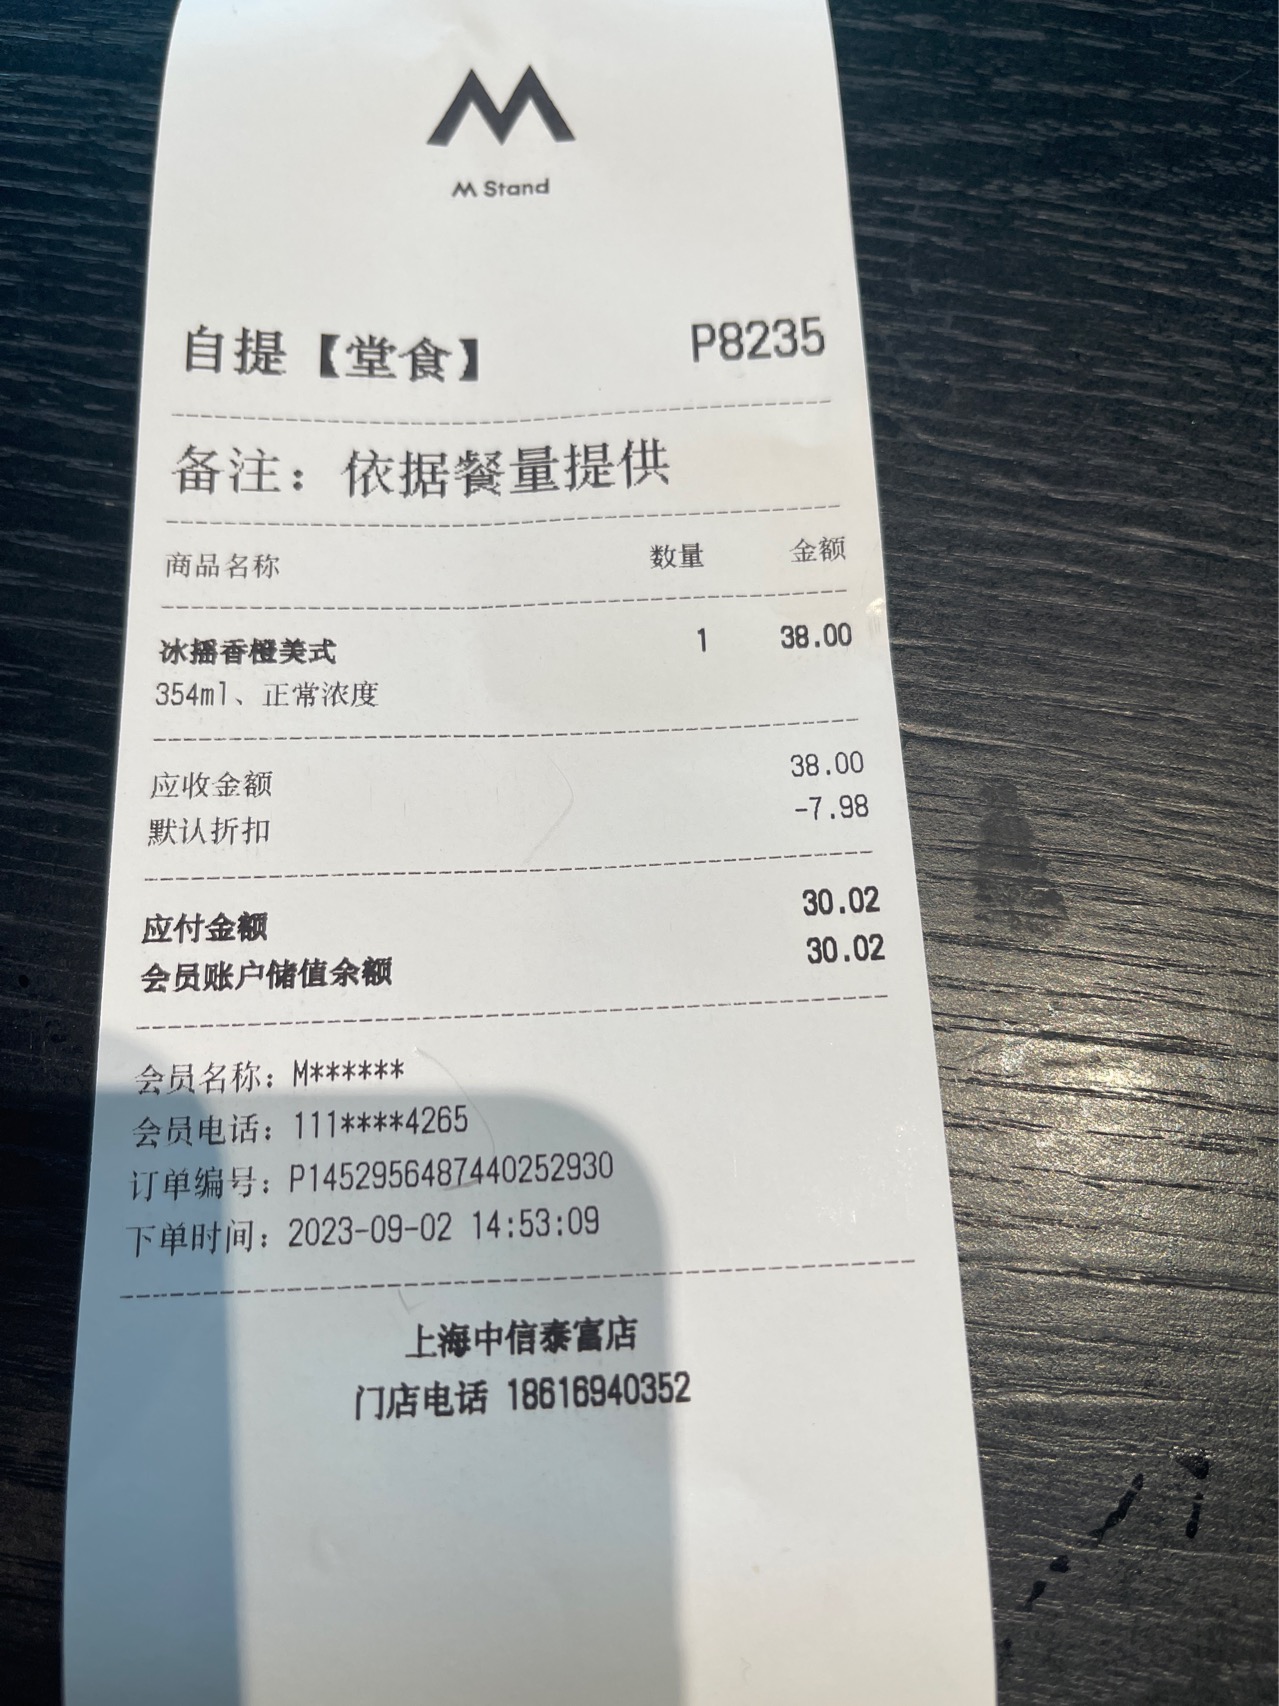 M Stand
自提【堂食】 P8235
备注：依据餐量提供
商品名称 数量 金额
冰摇香橙美式 1 38.00
354ml、正常浓度
应收金额 38.00
默认折扣 -7.98
应付金额 30.02
会员账户储值余额 30.02
会员名称：M******
会员电话：111****4265
订单编号：P1452956487440252930
下单时间：2023-09-02 14:53:09
上海中信泰富店
门店电话 18616940352